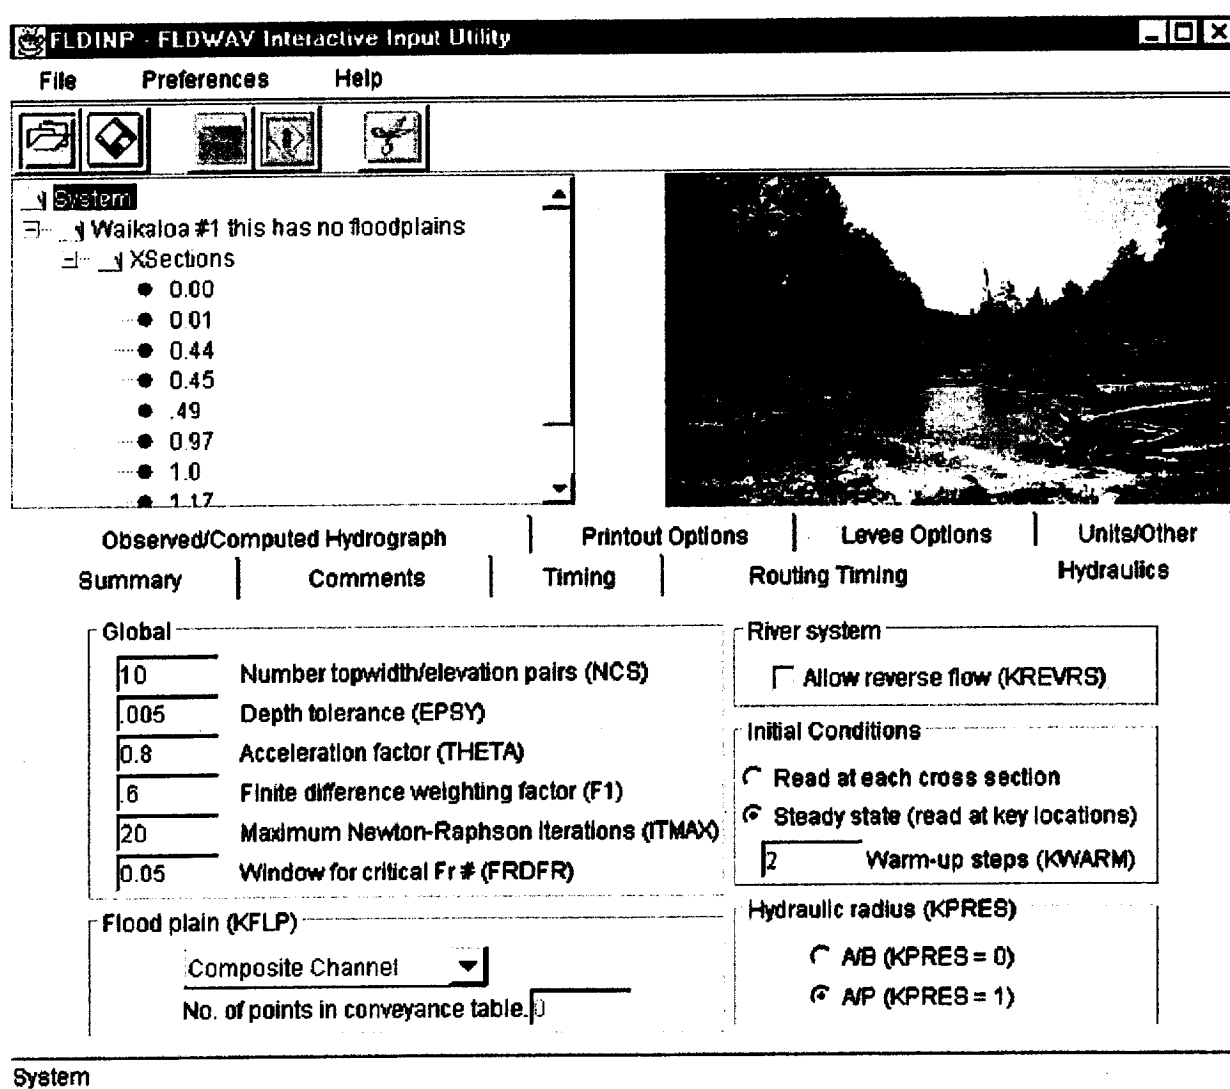 FLDINP - FLDWAV Interactive Input Utility
File Preferences Help
System
Waikaloa #1 this has no floodplains
XSections
0.00
0.01
0.44
0.45
.49
0.97
1.0
1.17
Observed/Computed Hydrograph Printout Options Levee Options Units/Other
Summary Comments Timing Routing Timing Hydraulics
Global
10 Number topwidth/elevation pairs (NCS)
.005 Depth tolerance (EPSY)
0.8 Acceleration factor (THETA)
.6 Finite difference weighting factor (F1)
20 Maximum Newton-Raphson Iterations (ITMAX)
0.05 Window for critical Fr # (FRDFR)
Flood plain (KFLP)
Composite Channel
No. of points in conveyance table. 0
River system
Allow reverse flow (KREVRS)
Initial Conditions
Read at each cross section
Steady state (read at key locations)
2 Warm-up steps (KWARM)
Hydraulic radius (KPRES)
A/B (KPRES = 0)
A/P (KPRES = 1)
System